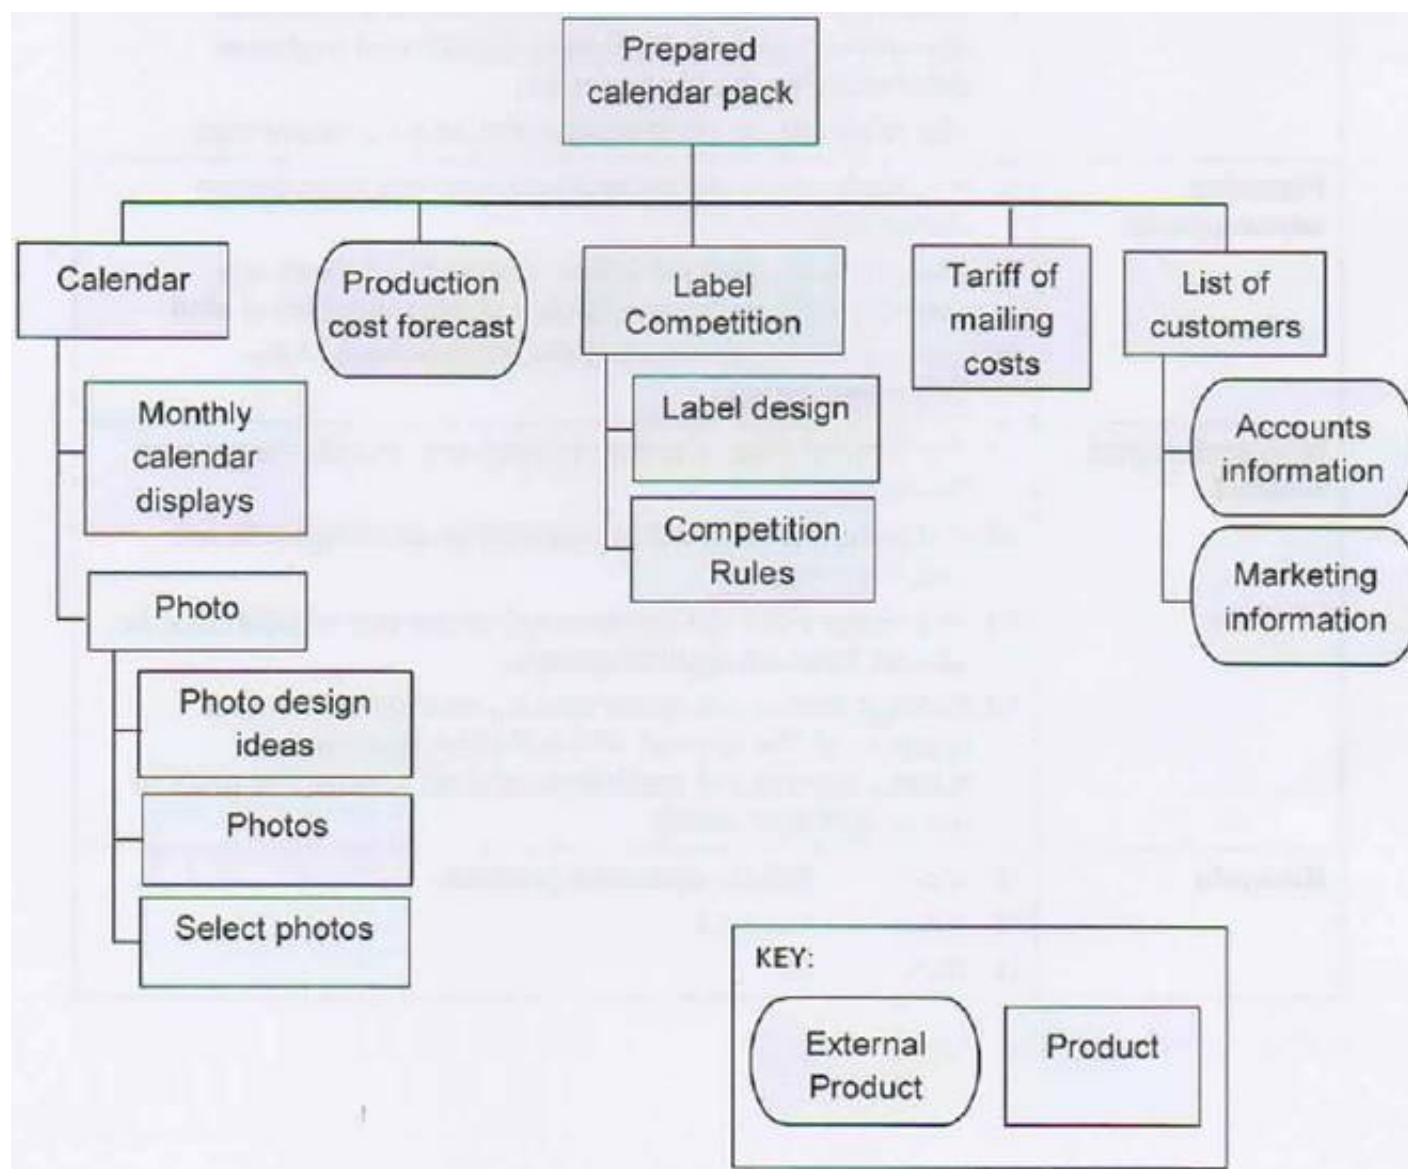 Prepared
calendar pack
Calendar
Production
cost forecast
Label
Competition
Tariff of
mailing
costs
List of
customers
Monthly
calendar
displays
Photo
Photo design
ideas
Photos
Select photos
Label design
Competition
Rules
Accounts
information
Marketing
information
KEY:
External
Product
Product